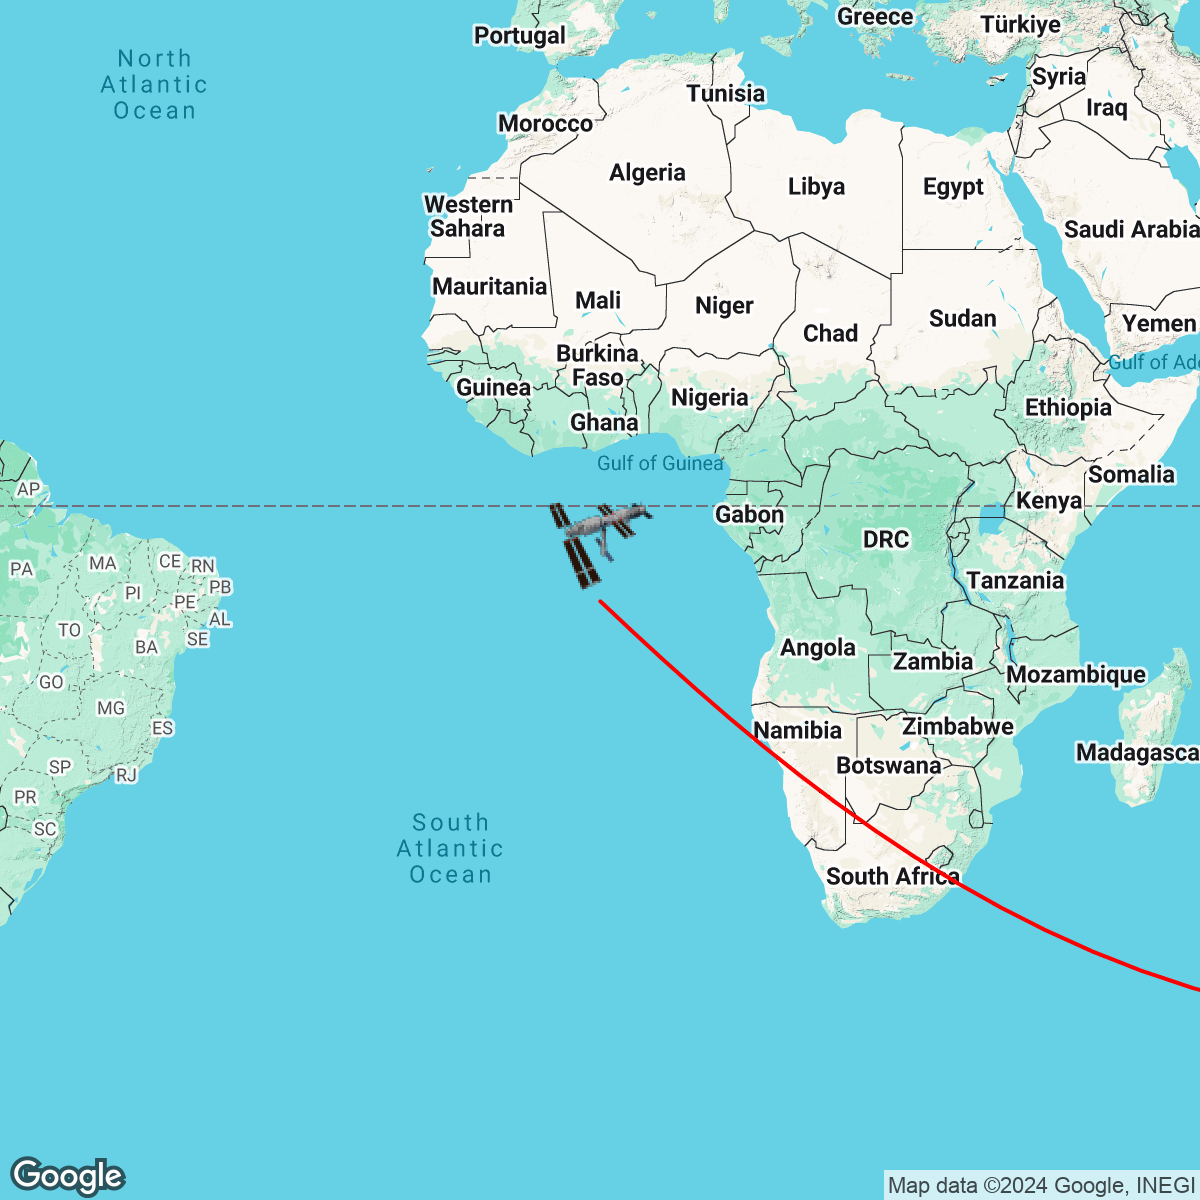 Greece
Türkiye
Portugal
North
Atlantic
Ocean
Syria
Tunisia
Iraq
Morocco
Algeria
Libya
Egypt
Western
Sahara
Saudi Arabia
Mauritania
Mali
Niger
Sudan
Yemen
Chad
Burkina
Faso
Gulf of Ade
Guinea
Nigeria
Ethiopia
Ghana
Gulf of Guinea
Somalia
AP
Kenya
Gabon
DRC
PA
MA
CE
RN
Tanzania
PI
PB
PE
AL
TO
SE
BA
Angola
Zambia
Mozambique
GO
MG
ES
Namibia
Zimbabwe
Madagasca
SP
RJ
Botswana
PR
SC
South
Atlantic
Ocean
South Africa
Google
Map data ©2024 Google, INEGI